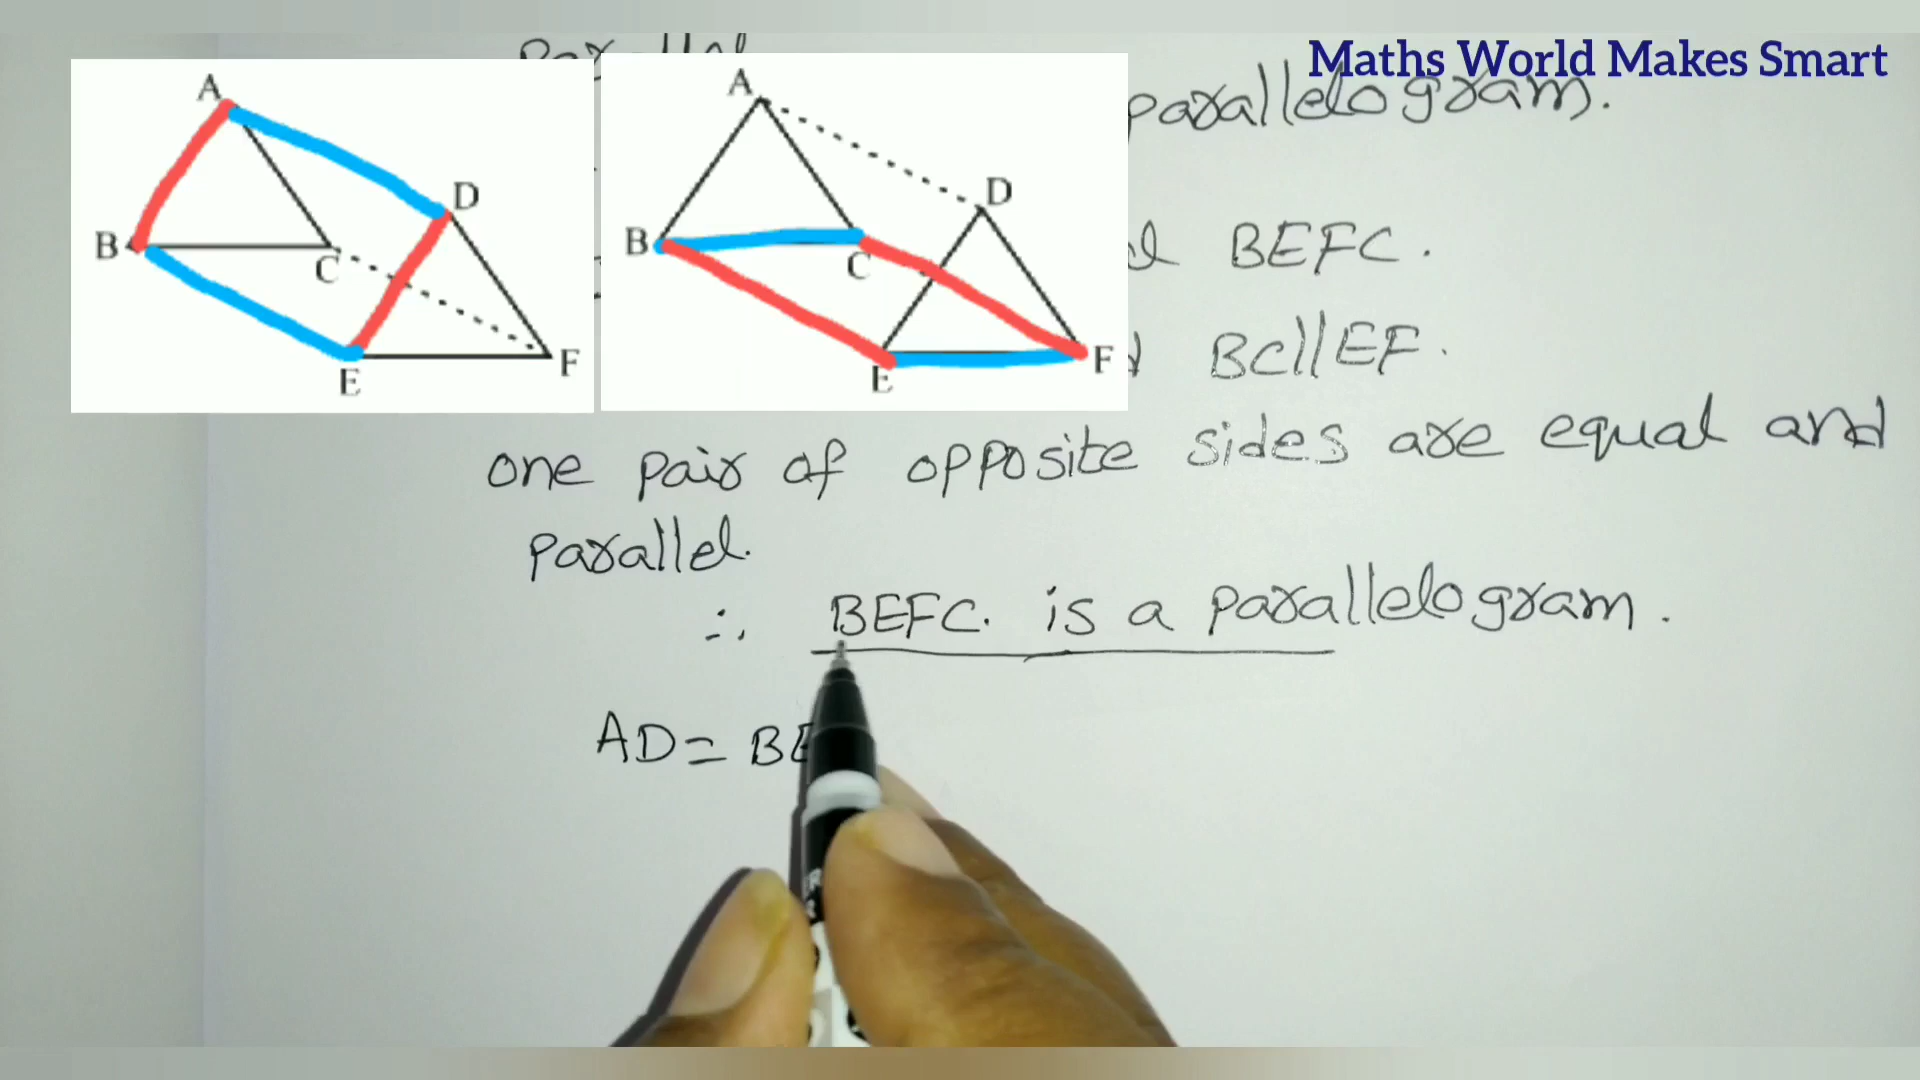 Maths World Makes Smart
parallelogram.
BEFC.
BC||EF.
one pair of opposite sides are equal and
parallel.
∴ BEFC. is a parallelogram.
AD = BE
A
D
B
C
E
F
A
D
B
C
E
F